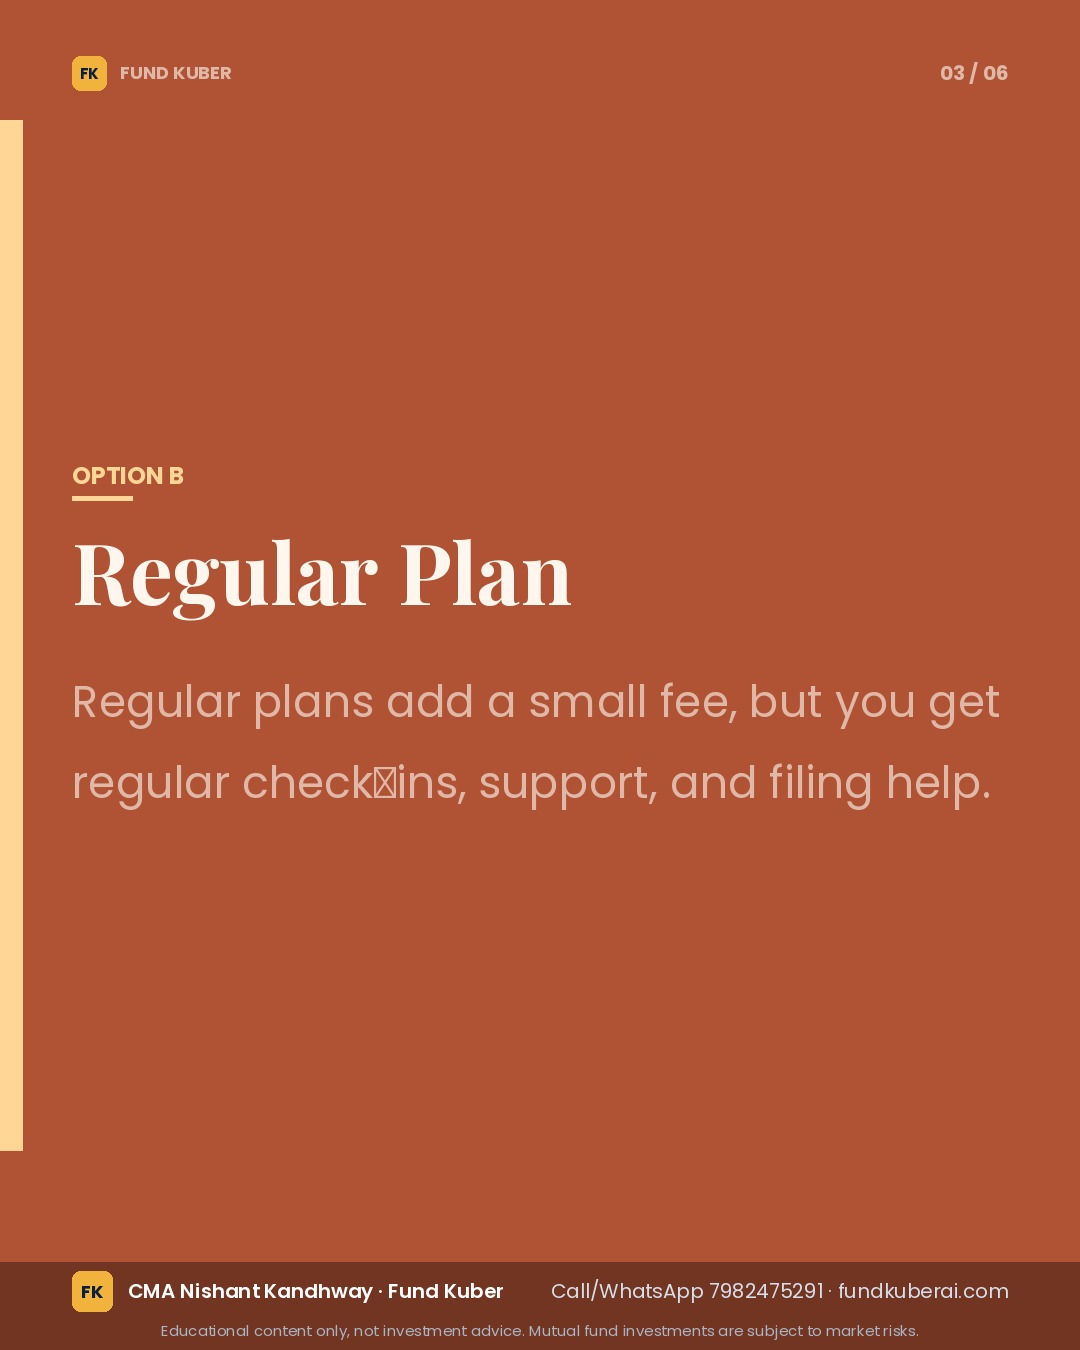 FK FUND KUBER
03 / 06
OPTION B
Regular Plan
Regular plans add a small fee, but you get
regular check☒ins, support, and filing help.
FK CMA Nishant Kandhway · Fund Kuber
Call/WhatsApp 7982475291 · fundkuberai.com
Educational content only, not investment advice. Mutual fund investments are subject to market risks.